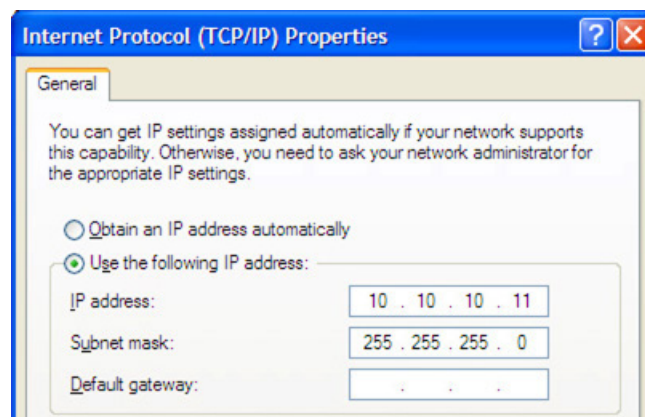 Internet Protocol (TCP/IP) Properties
General
You can get IP settings assigned automatically if your network supports
this capability. Otherwise, you need to ask your network administrator for
the appropriate IP settings.
Obtain an IP address automatically
Use the following IP address:
IP address: 10 . 10 . 10 . 11
Subnet mask: 255 . 255 . 255 . 0
Default gateway: . . .